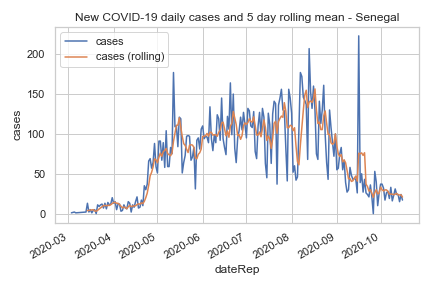 New COVID-19 daily cases and 5 day rolling mean - Senegal
cases
cases (rolling)
200
150
100
50
0
cases
2020-03
2020-04
2020-05
2020-06
2020-07
2020-08
2020-09
2020-10
dateRep